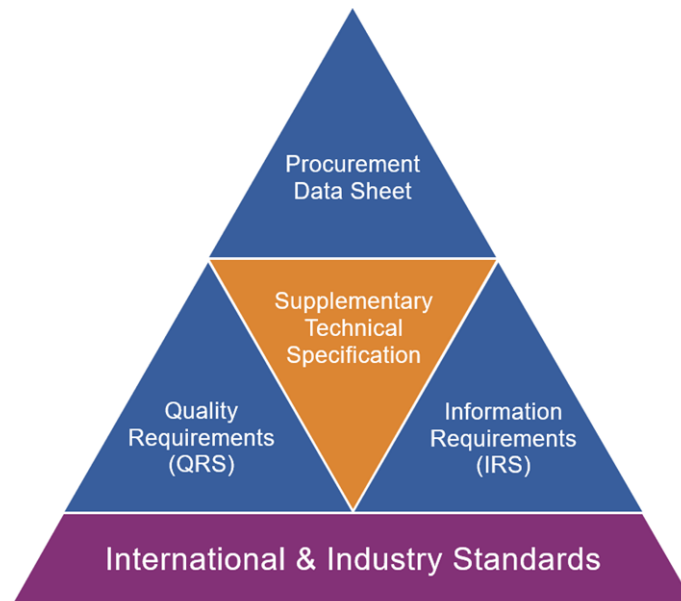 Procurement
Data Sheet
Supplementary
Technical
Specification
Quality
Requirements
(QRS)
Information
Requirements
(IRS)
International & Industry Standards